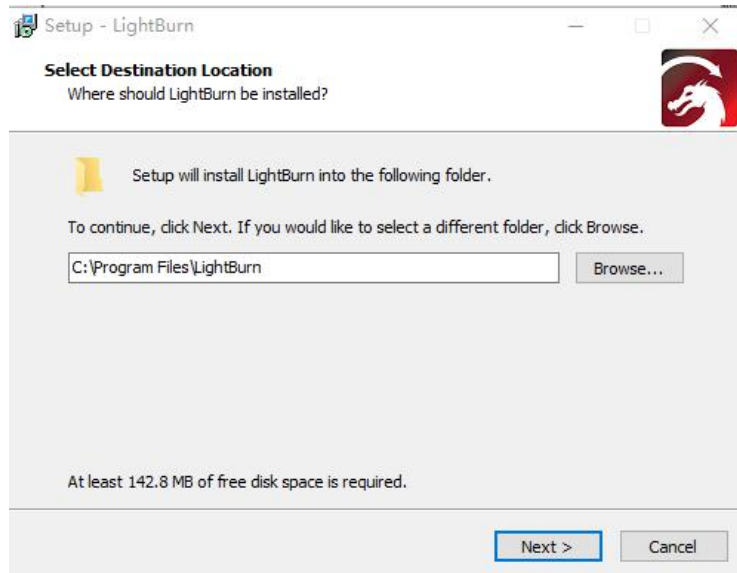 Setup - LightBurn
Select Destination Location
Where should LightBurn be installed?
Setup will install LightBurn into the following folder.
To continue, click Next. If you would like to select a different folder, click Browse.
C:\Program Files\LightBurn
Browse...
At least 142.8 MB of free disk space is required.
Next >
Cancel